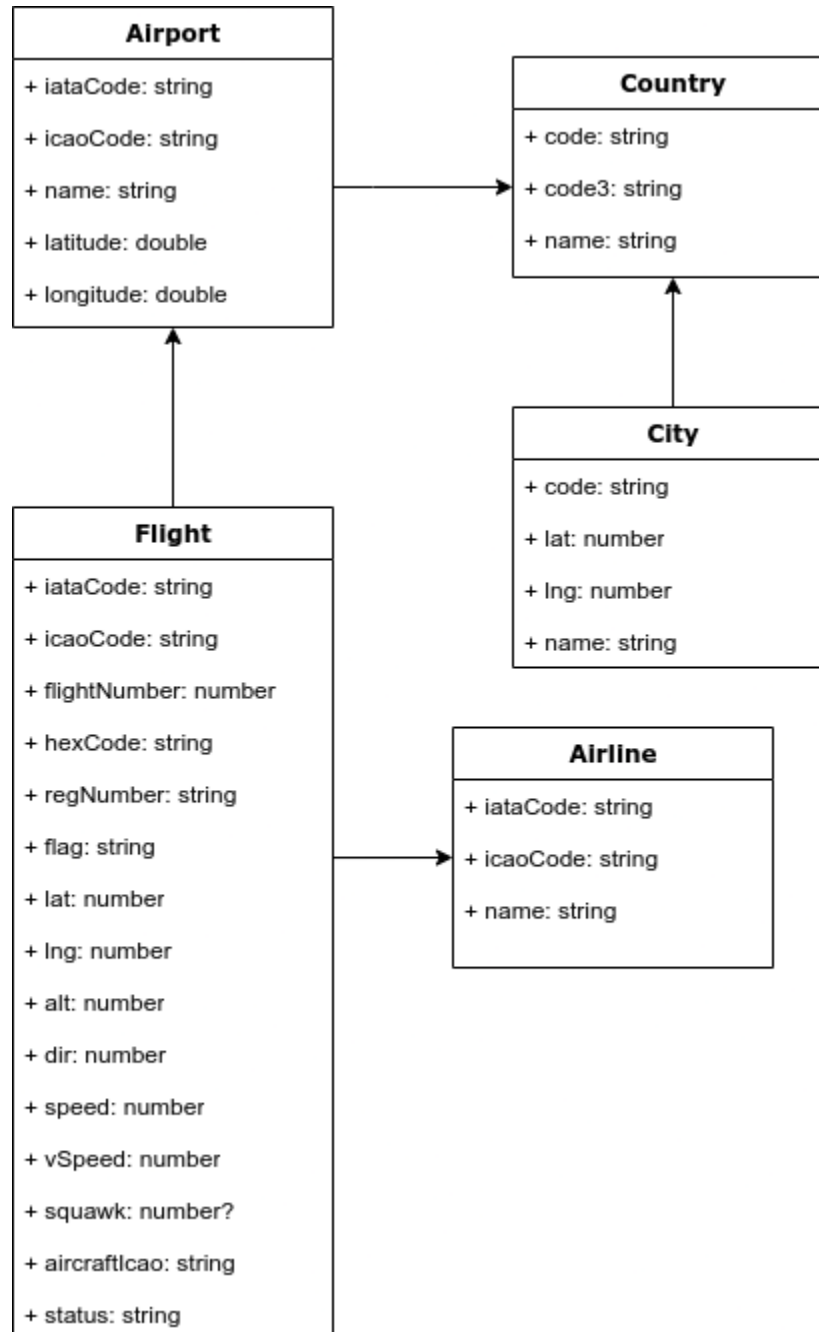 Airport
+ iataCode: string
+ icaoCode: string
+ name: string
+ latitude: double
+ longitude: double
Country
+ code: string
+ code3: string
+ name: string
City
+ code: string
+ lat: number
+ lng: number
+ name: string
Flight
+ iataCode: string
+ icaoCode: string
+ flightNumber: number
+ hexCode: string
+ regNumber: string
+ flag: string
+ lat: number
+ lng: number
+ alt: number
+ dir: number
+ speed: number
+ vSpeed: number
+ squawk: number?
+ aircraftIcao: string
+ status: string
Airline
+ iataCode: string
+ icaoCode: string
+ name: string